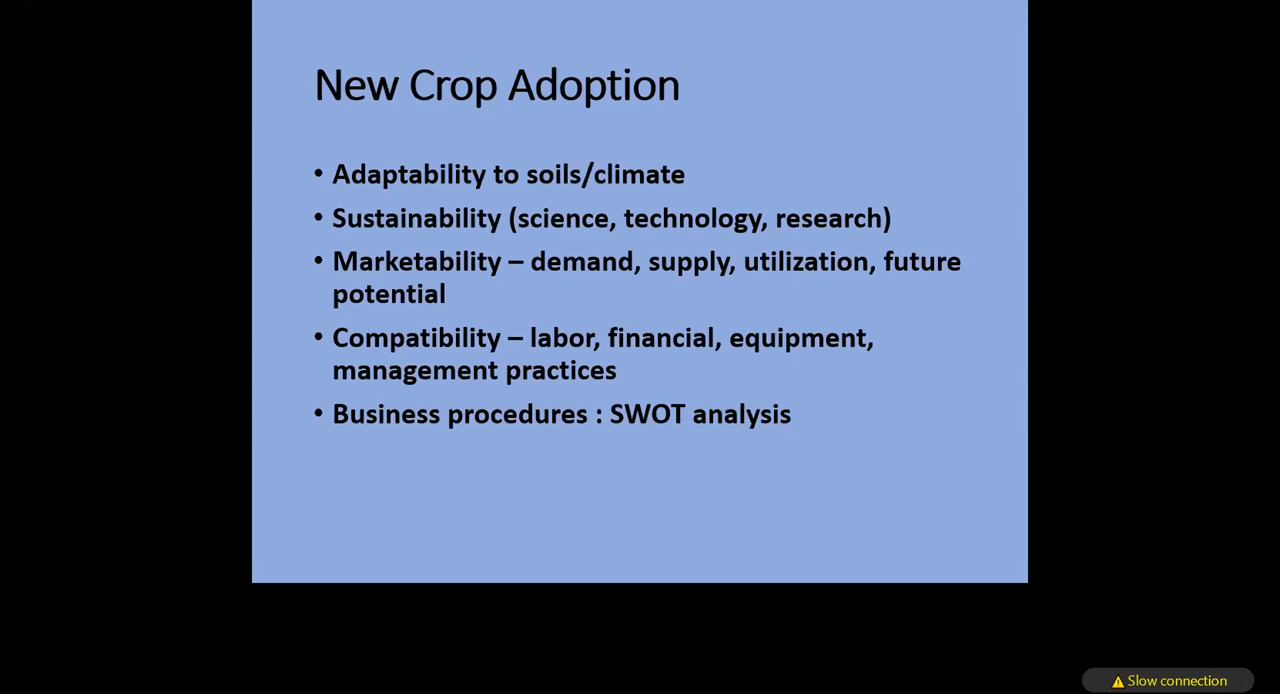 New Crop Adoption
• Adaptability to soils/climate
• Sustainability (science, technology, research)
• Marketability – demand, supply, utilization, future
potential
• Compatibility – labor, financial, equipment,
management practices
• Business procedures : SWOT analysis
Slow connection